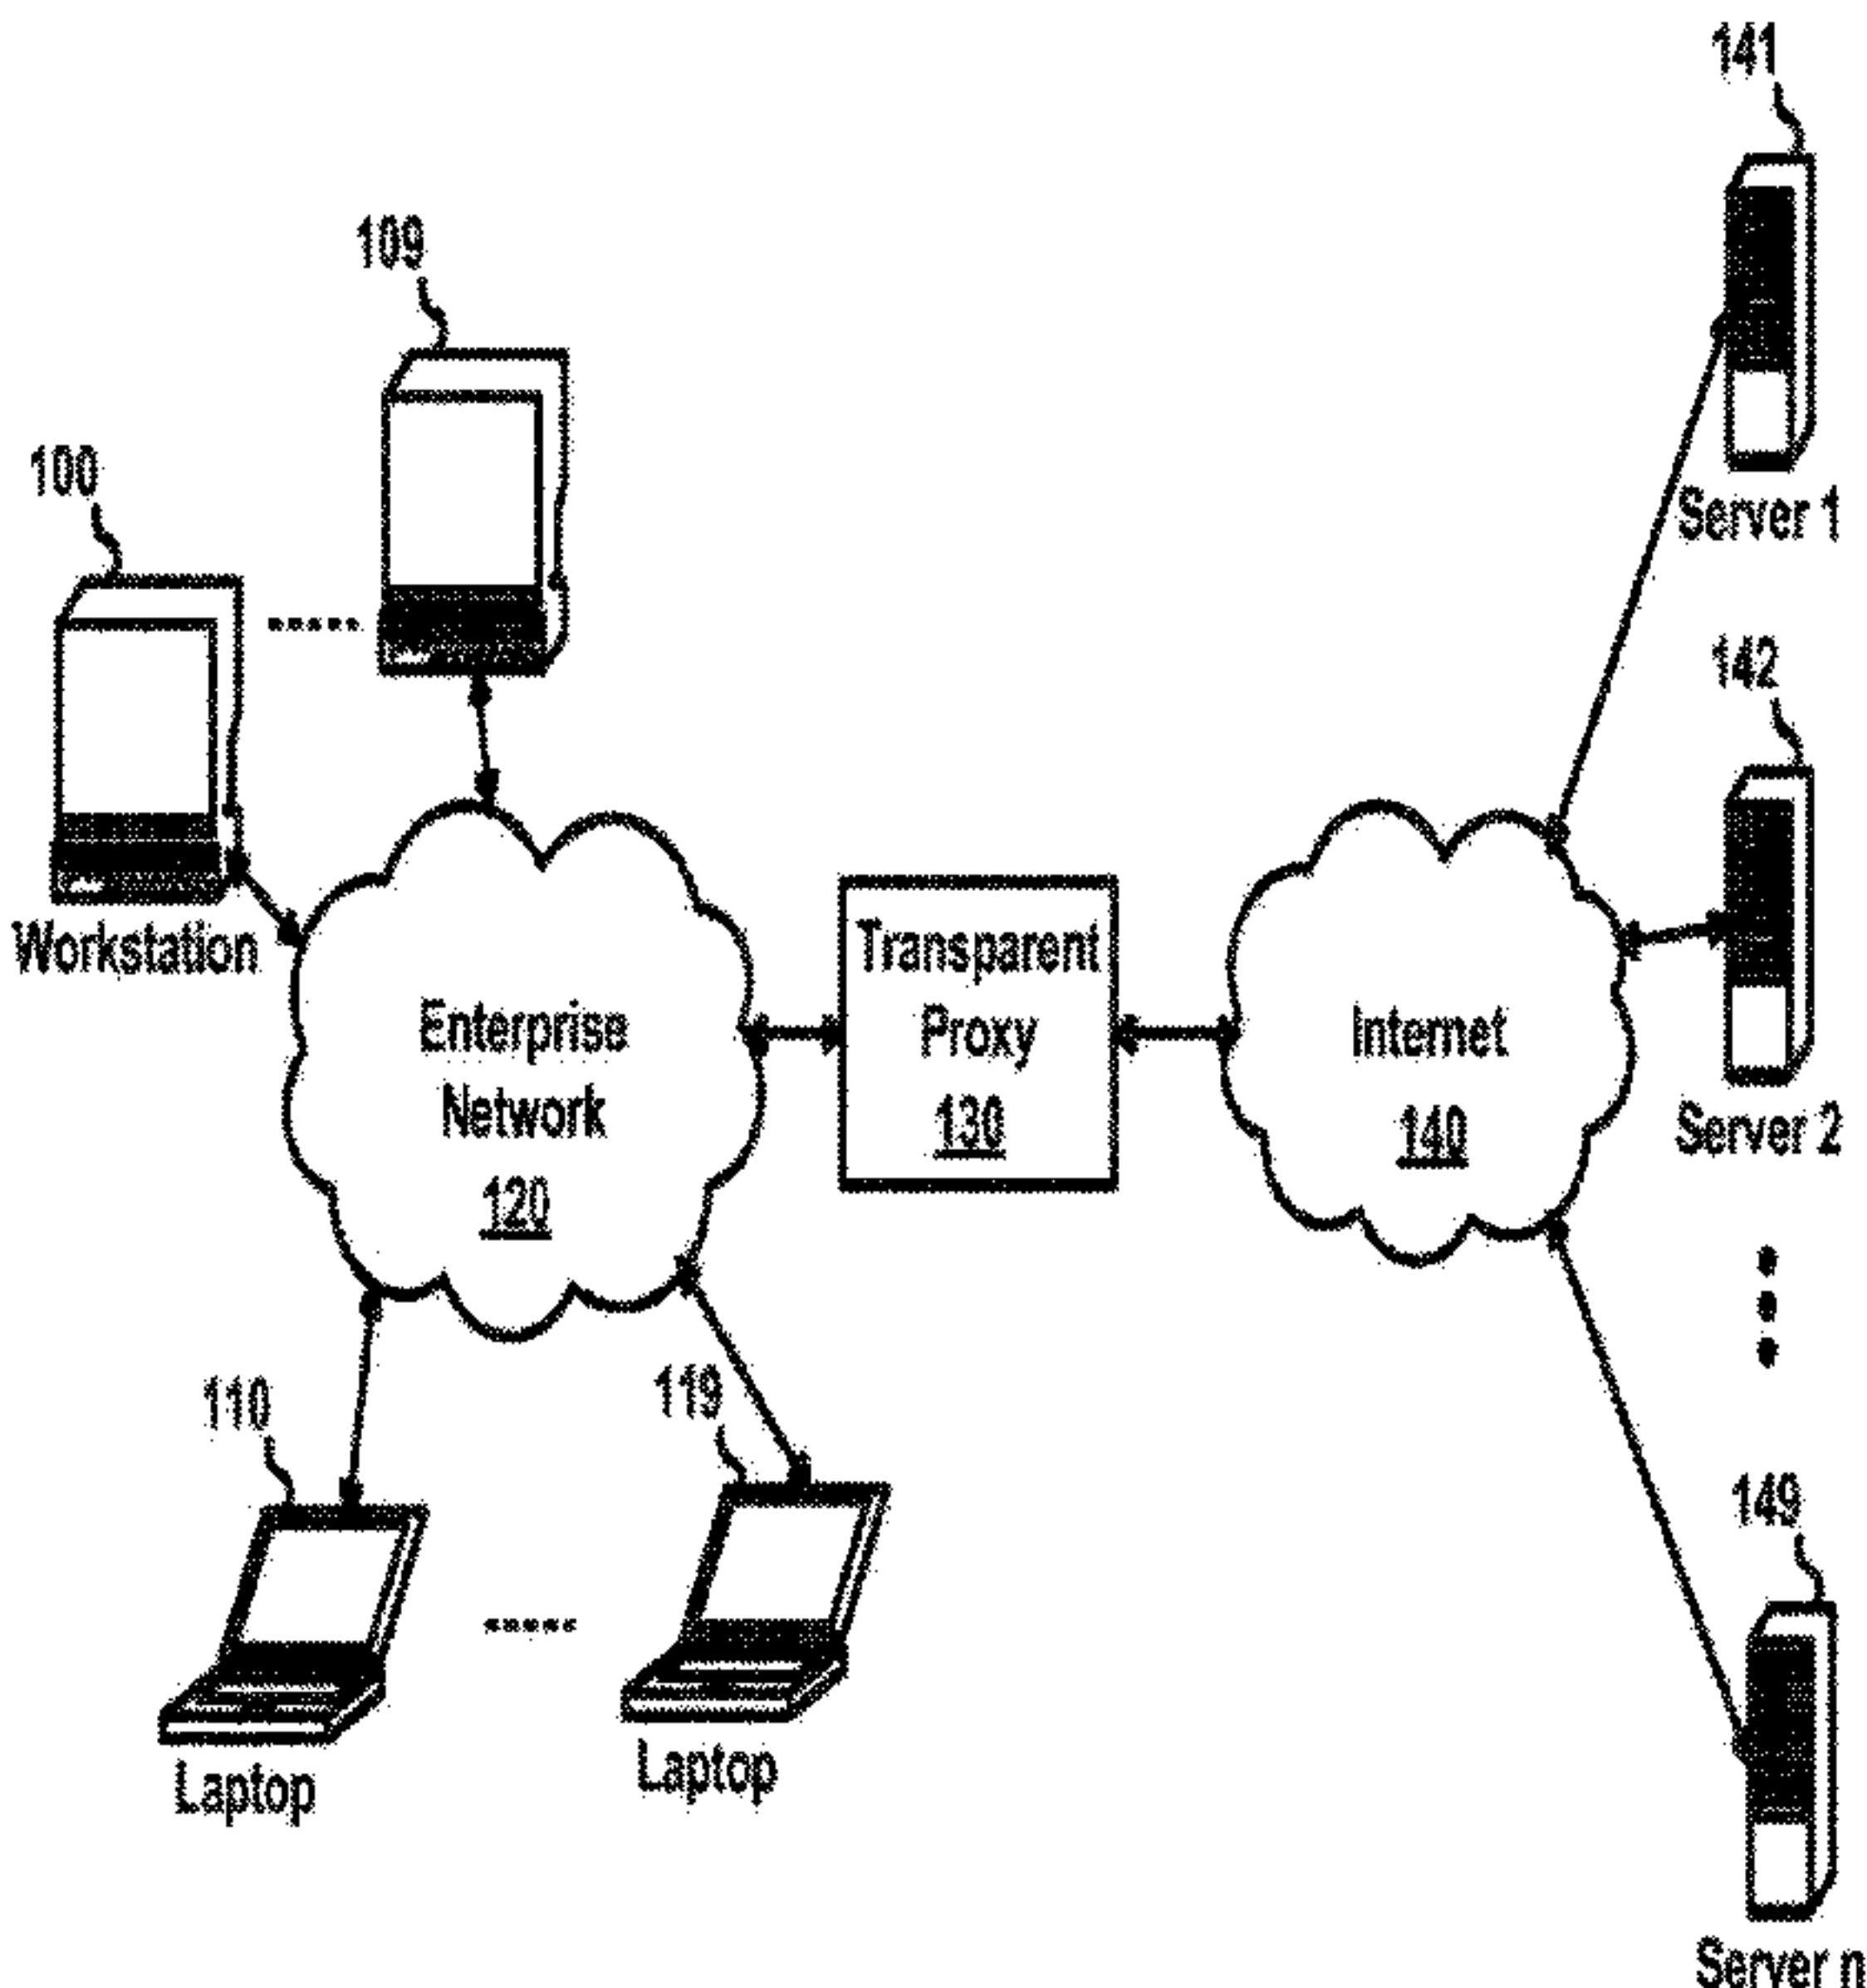 141
109
100
Server 1
142
Workstation
Transparent
Proxy
130
Enterprise
Network
120
Internet
140
Server 2
110
119
149
Laptop
Laptop
Server n